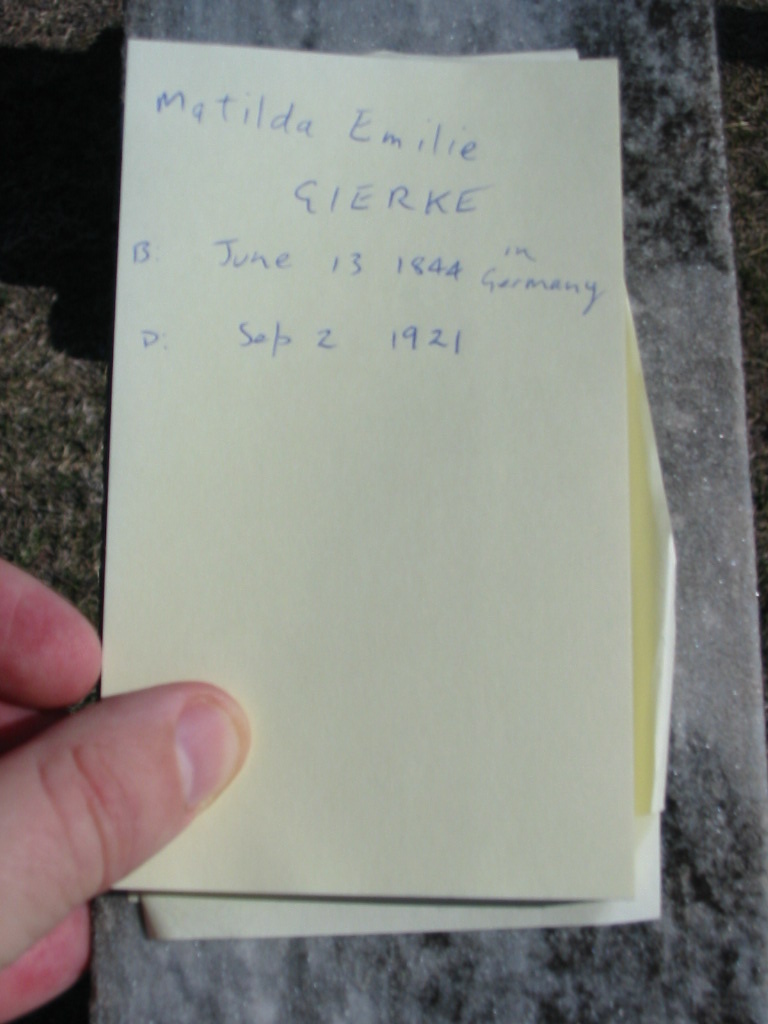 Matilda Emilie
GIERKE
B: June 13 1844 in Germany
D: Sep 2 1921